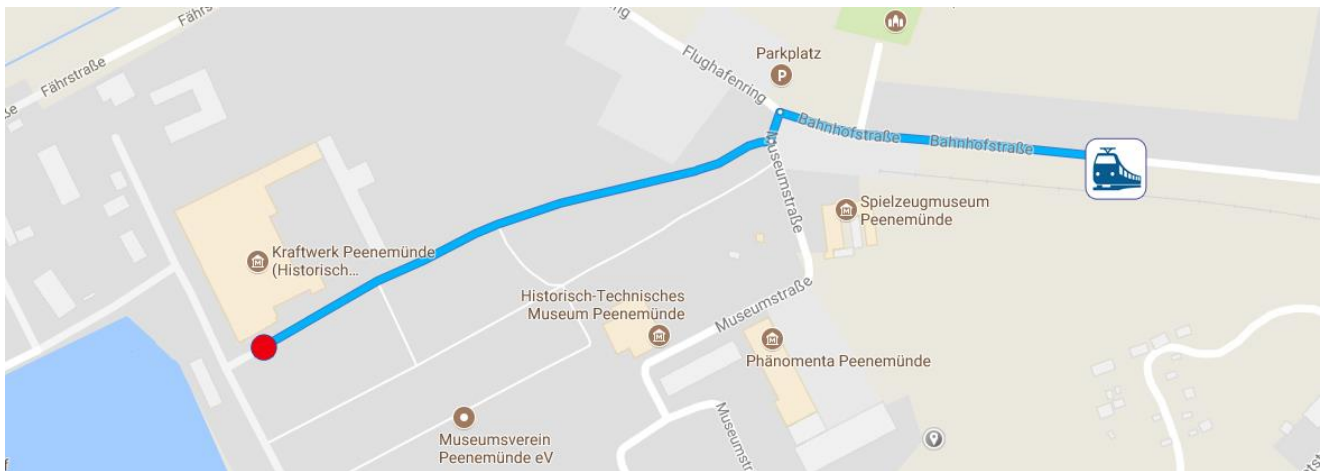 Fährstraße
Fährstraße
Parkplatz
P
Flughafenring
Bahnhofstraße
Bahnhofstraße
Museumstraße
Spielzeugmuseum
Peenemünde
Kraftwerk Peenemünde
(Historisch...
Historisch-Technisches
Museum Peenemünde
Museumstraße
Phänomenta Peenemünde
Museumsverein
Peenemünde eV
Museumstraße